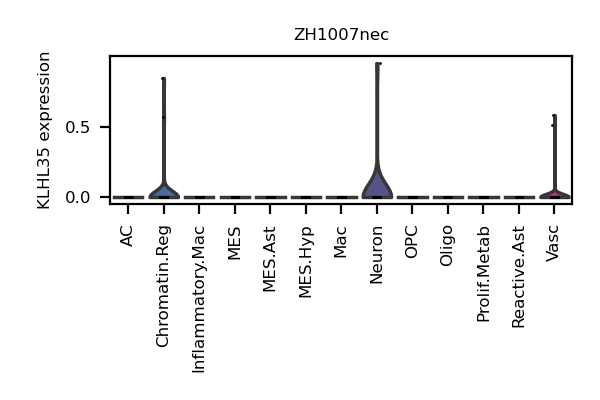 ZH1007nec
KLHL35 expression
0.5
0.0
AC
Chromatin.Reg
Inflammatory.Mac
MES
MES.Ast
MES.Hyp
Mac
Neuron
OPC
Oligo
Prolif.Metab
Reactive.Ast
Vasc